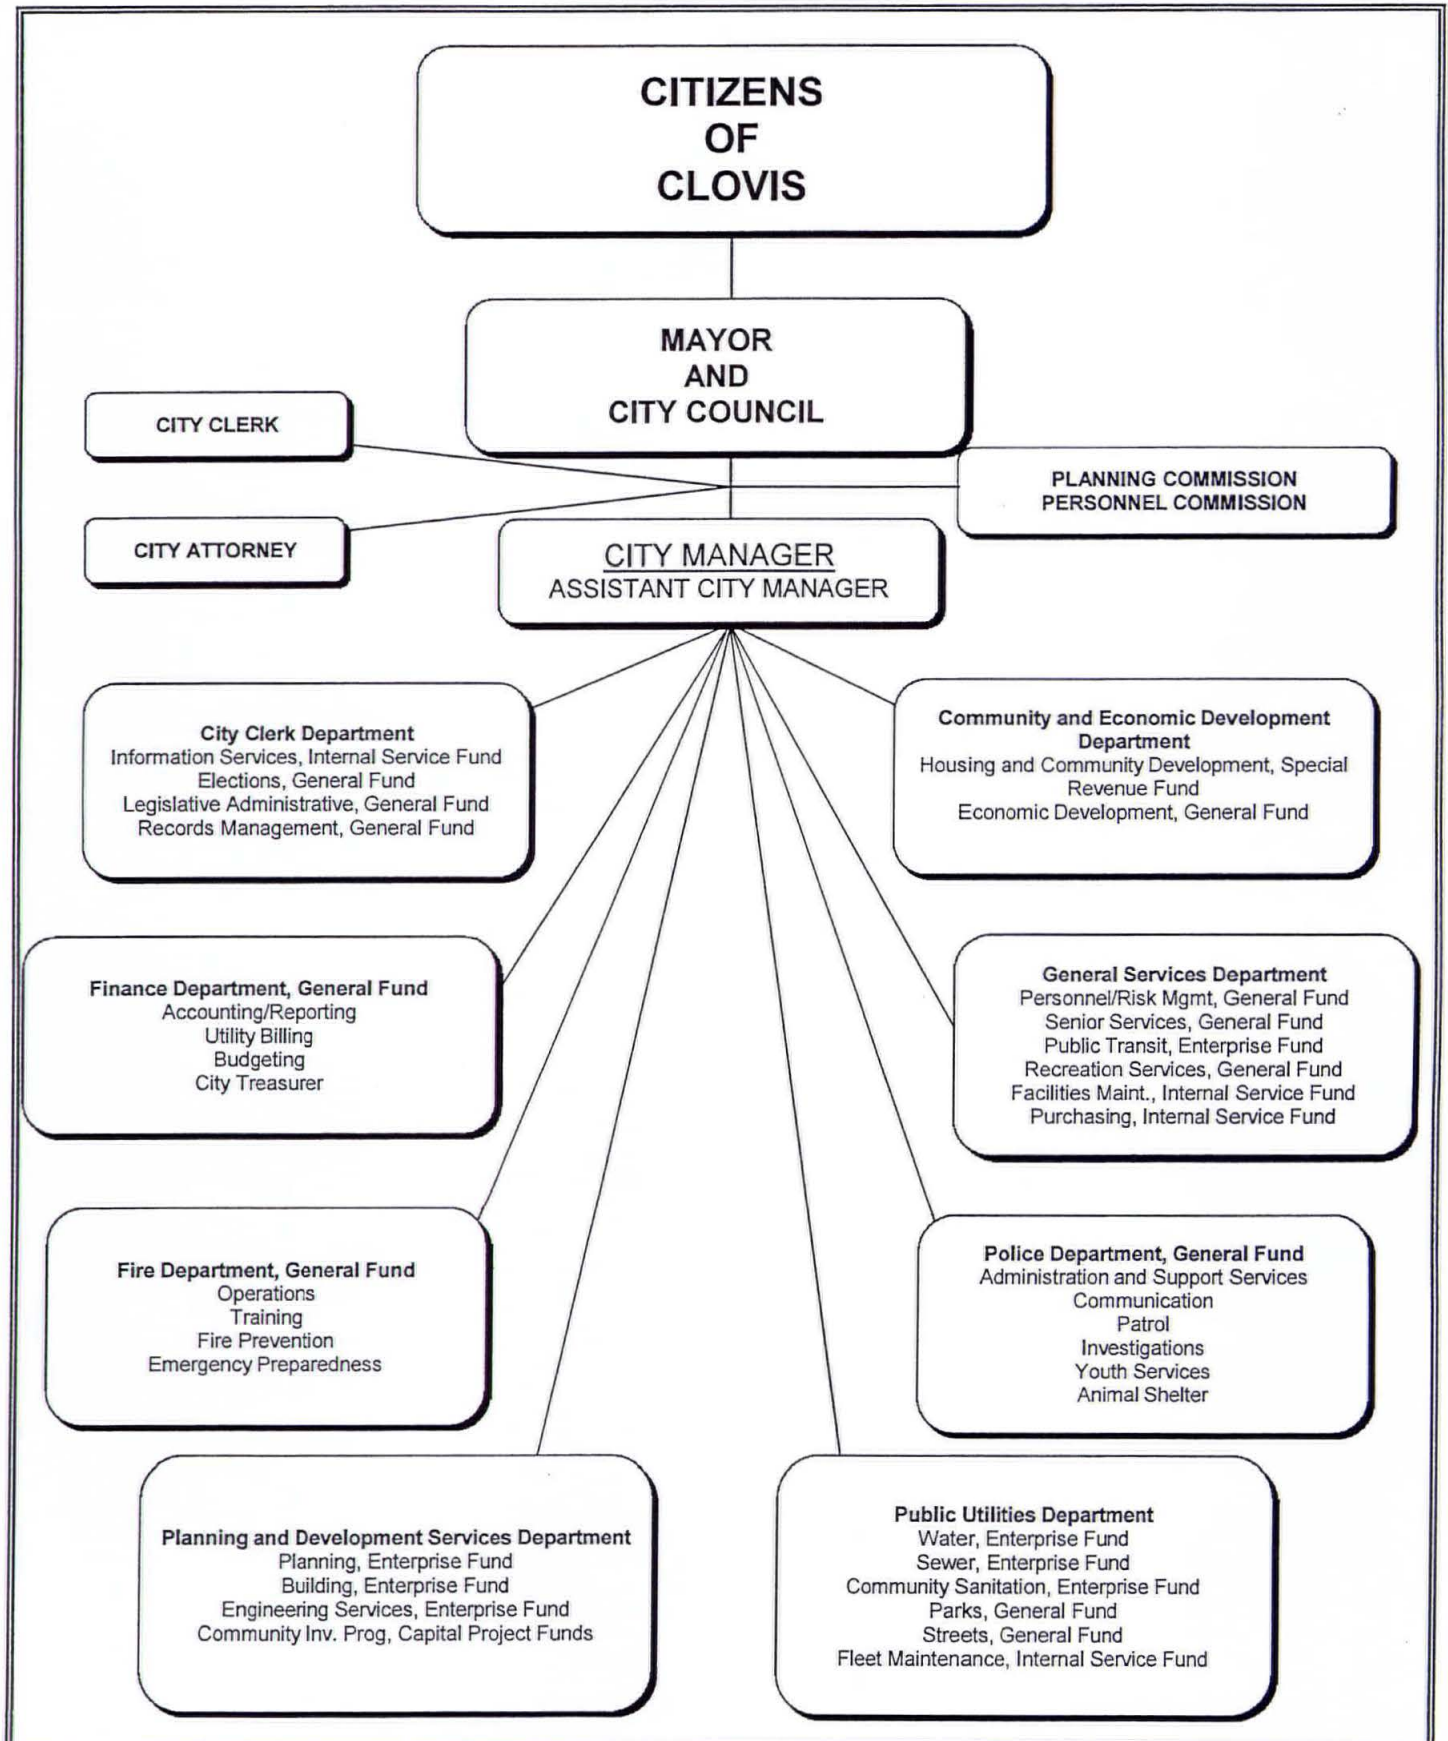 CITIZENS
OF
CLOVIS
MAYOR
AND
CITY COUNCIL
CITY CLERK
PLANNING COMMISSION
PERSONNEL COMMISSION
CITY ATTORNEY
CITY MANAGER
ASSISTANT CITY MANAGER
City Clerk Department
Information Services, Internal Service Fund
Elections, General Fund
Legislative Administrative, General Fund
Records Management, General Fund
Community and Economic Development
Department
Housing and Community Development, Special
Revenue Fund
Economic Development, General Fund
Finance Department, General Fund
Accounting/Reporting
Utility Billing
Budgeting
City Treasurer
General Services Department
Personnel/Risk Mgmt, General Fund
Senior Services, General Fund
Public Transit, Enterprise Fund
Recreation Services, General Fund
Facilities Maint., Internal Service Fund
Purchasing, Internal Service Fund
Fire Department, General Fund
Operations
Training
Fire Prevention
Emergency Preparedness
Police Department, General Fund
Administration and Support Services
Communication
Patrol
Investigations
Youth Services
Animal Shelter
Planning and Development Services Department
Planning, Enterprise Fund
Building, Enterprise Fund
Engineering Services, Enterprise Fund
Community Inv. Prog, Capital Project Funds
Public Utilities Department
Water, Enterprise Fund
Sewer, Enterprise Fund
Community Sanitation, Enterprise Fund
Parks, General Fund
Streets, General Fund
Fleet Maintenance, Internal Service Fund